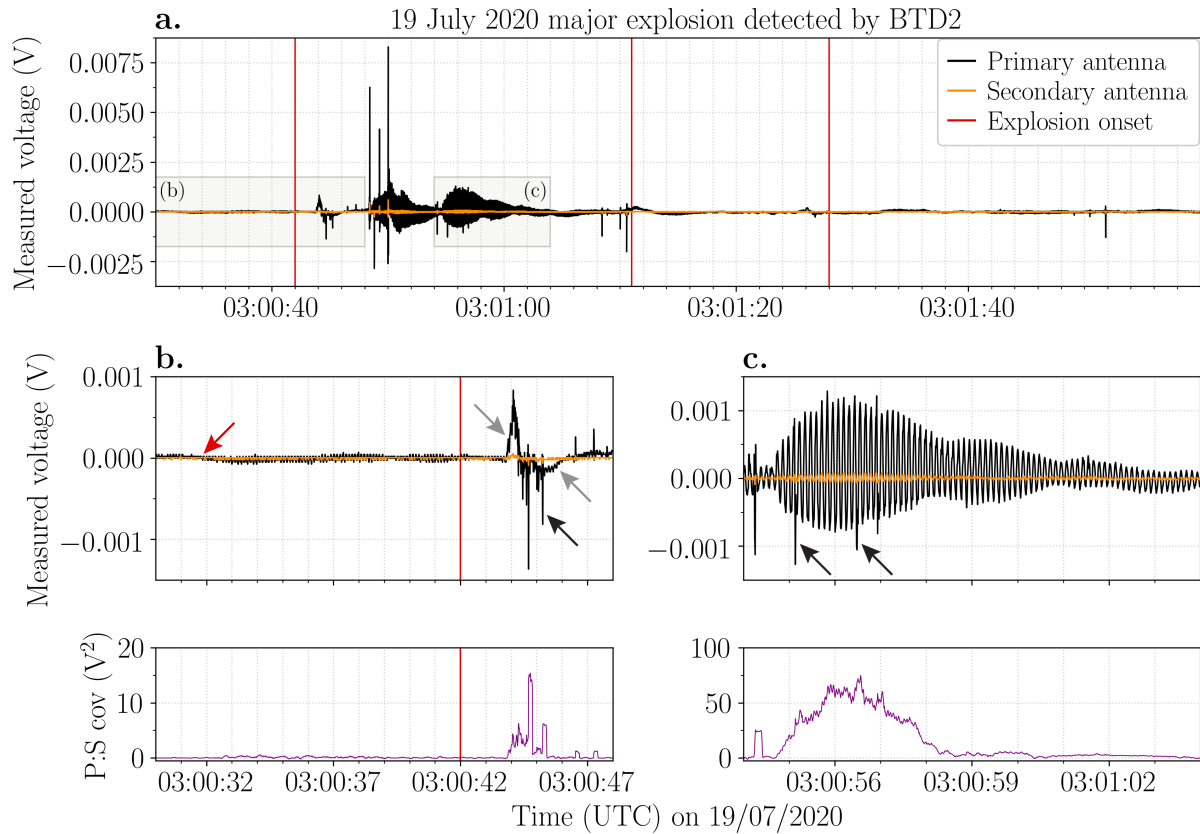 a.
19 July 2020 major explosion detected by BTD2
Measured voltage (V)
0.0075
0.0050
0.0025
0.0000
−0.0025
Primary antenna
Secondary antenna
Explosion onset
(b)
(c)
03:00:40
03:01:00
03:01:20
03:01:40
b.
Measured voltage (V)
0.001
0.000
−0.001
c.
0.001
0.000
−0.001
P:S cov (V²)
20
10
0
03:00:32
03:00:37
03:00:42
03:00:47
100
50
0
03:00:56
03:00:59
03:01:02
Time (UTC) on 19/07/2020